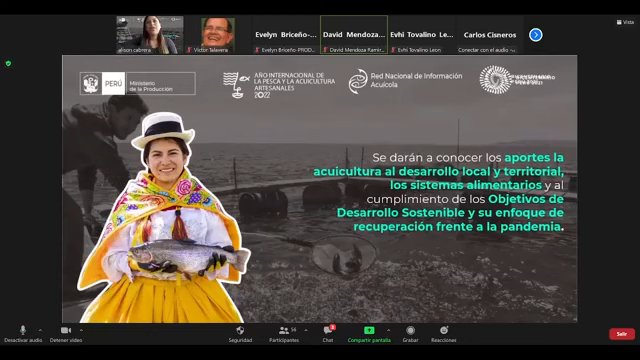 Vista
Evelyn Briceño-...
David Mendoza...
Evhi Tovalino Le...
Carlos Cisneros
alison cabrera
Victor Talavera
Evelyn Briceño-PROD...
David Mendoza Ramir...
Evhi Tovalino Leon
Conectar con el audio
PERÚ
Ministerio
de la Producción
AÑO INTERNACIONAL DE
LA PESCA Y LA ACUICULTURA
ARTESANALES
2022
Red Nacional de Información
Acuícola
Se darán a conocer los aportes la
acuicultura al desarrollo local y territorial,
los sistemas alimentarios y al
cumplimiento de los Objetivos de
Desarrollo Sostenible y su enfoque de
recuperación frente a la pandemia.
Desactivar audio
Detener video
Seguridad
Participantes
Chat
Compartir pantalla
Grabar
Reacciones
Salir